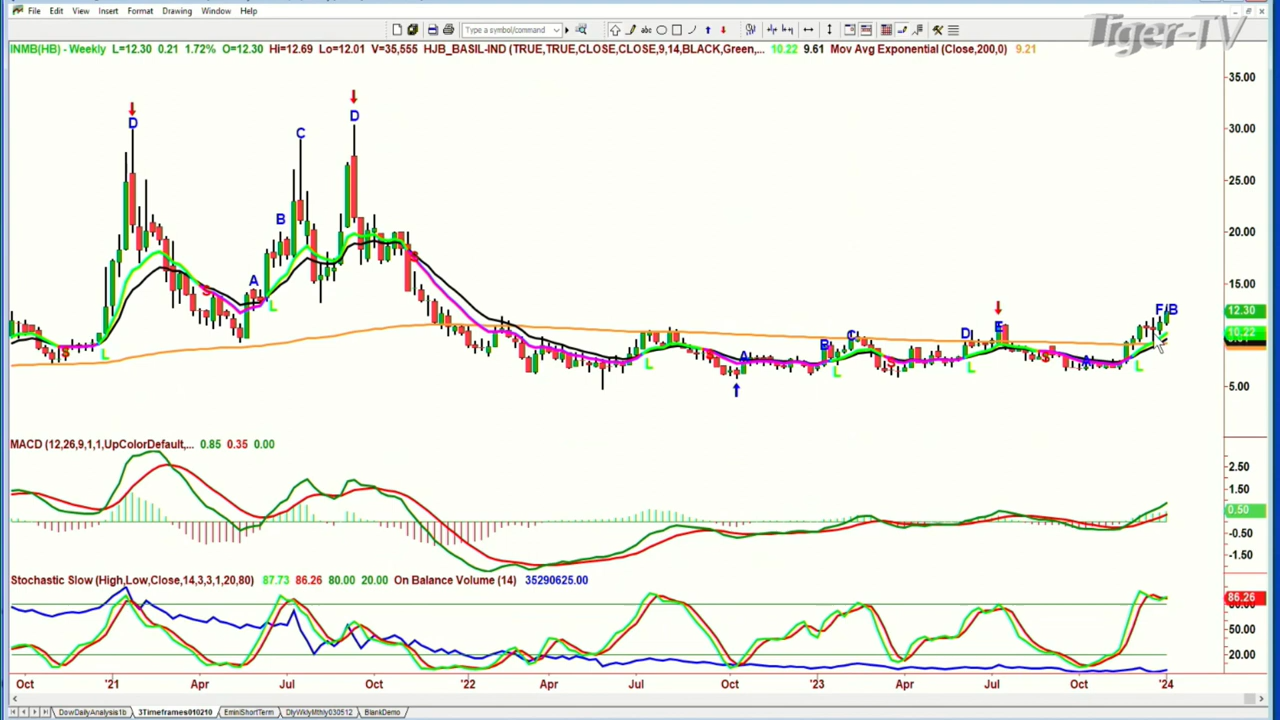 File Edit View Insert Format Drawing Window Help
Type a symbol/command
Tiger-TV
INMB(HB) - Weekly L=12.30 0.21 1.72% O=12.30 Hi=12.69 Lo=12.01 V=35,555 HJB_BASIL-IND (TRUE,TRUE,CLOSE,CLOSE,9,14,BLACK,Green,... 10.22 9.61 Mov Avg Exponential (Close,200,0) 9.21
35.00
30.00
25.00
20.00
15.00
12.30
10.22
5.00
D
C
D
B
A
S
L
S
L
S
L
A
B
C
L
S
D
E
L
S
A
L
F/B
MACD (12,26,9,1,1,UpColorDefault,... 0.85 0.35 0.00
2.50
1.50
0.50
-0.50
-1.50
Stochastic Slow (High,Low,Close,14,3,3,1,20,80) 87.73 86.26 80.00 20.00 On Balance Volume (14) 35290625.00
86.26
80.00
50.00
20.00
Oct '21 Apr Jul Oct '22 Apr Jul Oct '23 Apr Jul Oct '24
DowDailyAnalysis1b 3Timeframes010210 EminiShortTerm DlyWklyMthly030512 BlankDemo